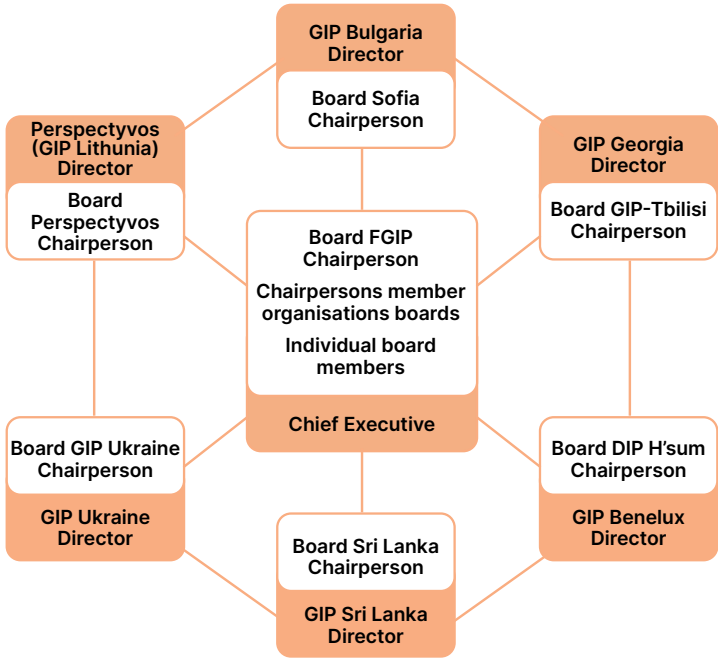 GIP Bulgaria
Director
Board Sofia
Chairperson
Perspectyvos
(GIP Lithunia)
Director
Board
Perspectyvos
Chairperson
GIP Georgia
Director
Board GIP-Tbilisi
Chairperson
Board FGIP
Chairperson
Chairpersons member
organisations boards
Individual board
members
Chief Executive
Board GIP Ukraine
Chairperson
GIP Ukraine
Director
Board DIP H’sum
Chairperson
GIP Benelux
Director
Board Sri Lanka
Chairperson
GIP Sri Lanka
Director